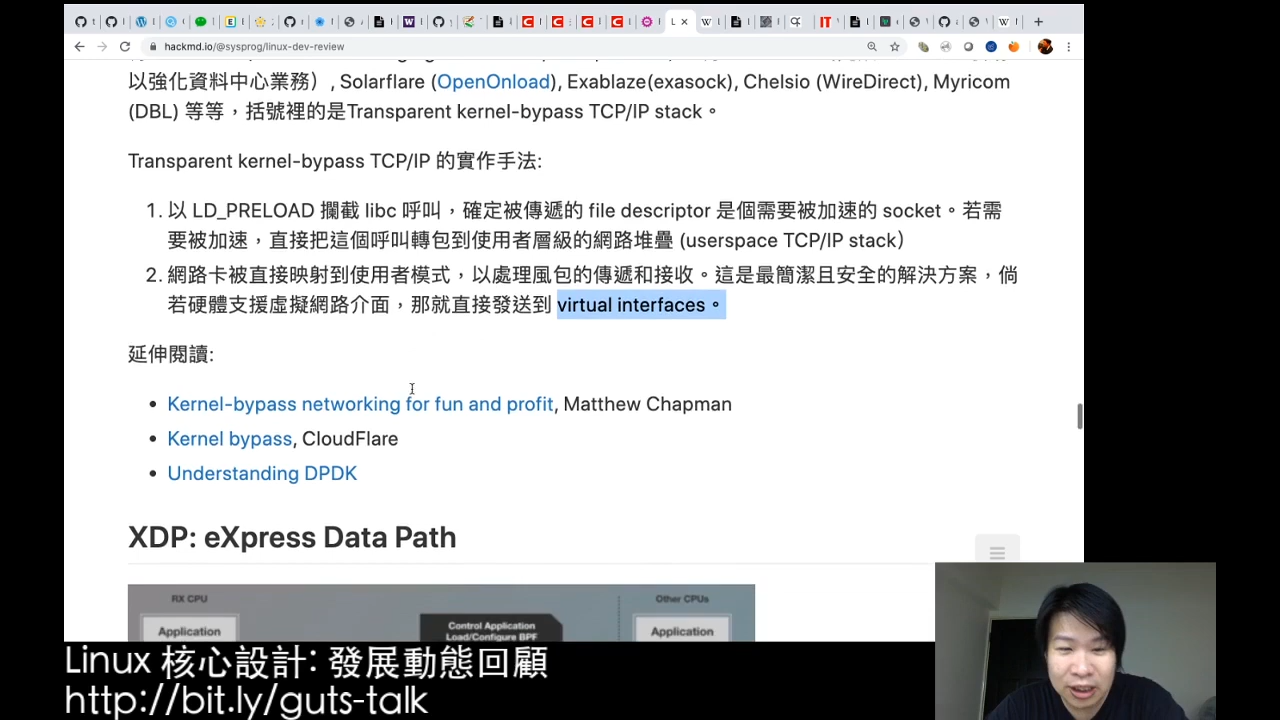 hackmd.io/@sysprog/linux-dev-review
以強化資料中心業務）, Solarflare (OpenOnload), Exablaze(exasock), Chelsio (WireDirect), Myricom
(DBL) 等等，括號裡的是Transparent kernel-bypass TCP/IP stack。
Transparent kernel-bypass TCP/IP 的實作手法:
1. 以 LD_PRELOAD 攔截 libc 呼叫，確定被傳遞的 file descriptor 是個需要被加速的 socket。若需
要被加速，直接把這個呼叫轉包到使用者層級的網路堆疊 (userspace TCP/IP stack）
2. 網路卡被直接映射到使用者模式，以處理風包的傳遞和接收。這是最簡潔且安全的解決方案，倘
若硬體支援虛擬網路介面，那就直接發送到 virtual interfaces。
延伸閱讀:
• Kernel-bypass networking for fun and profit, Matthew Chapman
• Kernel bypass, CloudFlare
• Understanding DPDK
XDP: eXpress Data Path
RX CPU
Other CPUs
Application
Control Application
Load/Configure BPF
Application
Linux 核心設計: 發展動態回顧
http://bit.ly/guts-talk